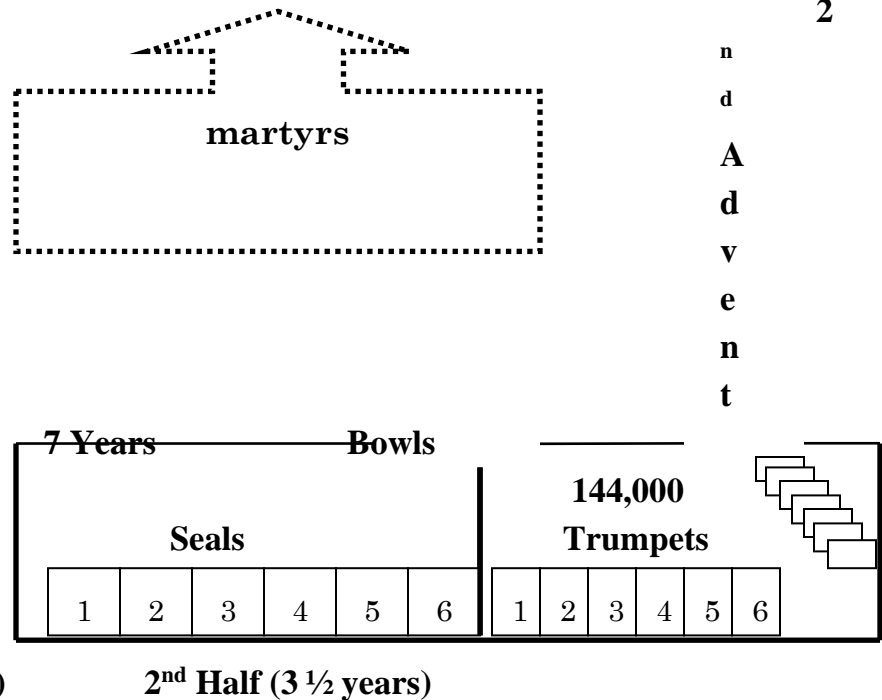 2
n
d
A
d
v
e
n
t
martyrs
7 Years Bowls
144,000
Seals Trumpets
1 2 3 4 5 6 1 2 3 4 5 6
) 2nd Half (3 ½ years)